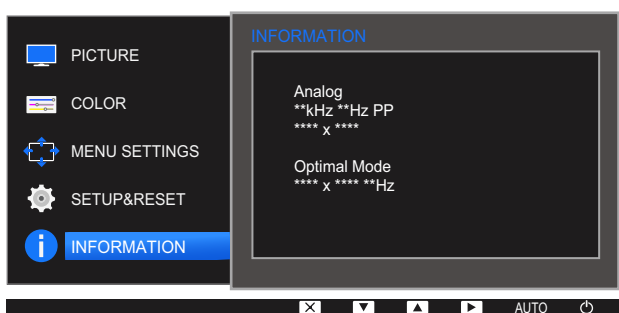 PICTURE
COLOR
MENU SETTINGS
SETUP&RESET
INFORMATION
INFORMATION
Analog
**kHz **Hz PP
**** x ****
Optimal Mode
**** x **** **Hz
AUTO